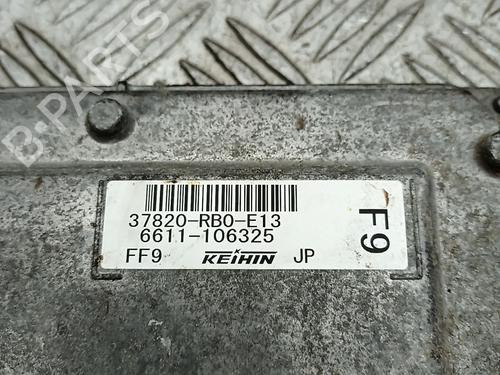 B-PARTS
37820-RB0-E13
6611-106325
FF9 KEIHIN JP
F9